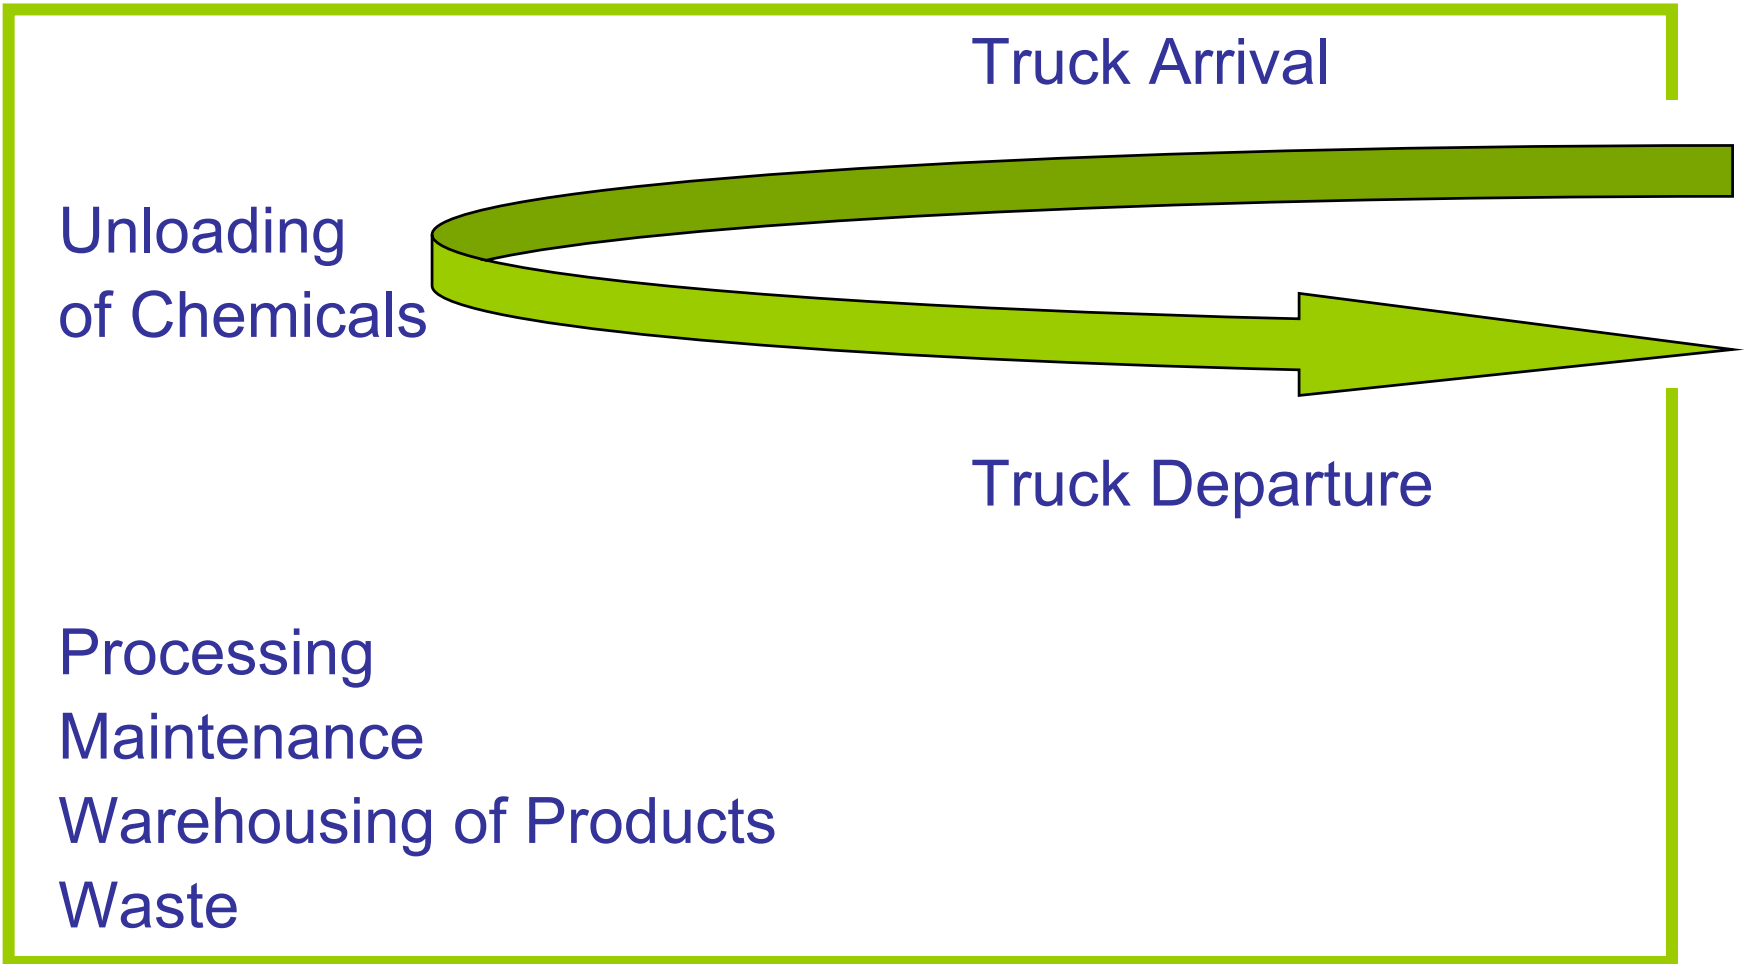 Truck Arrival
Unloading
of Chemicals
Truck Departure
Processing
Maintenance
Warehousing of Products
Waste